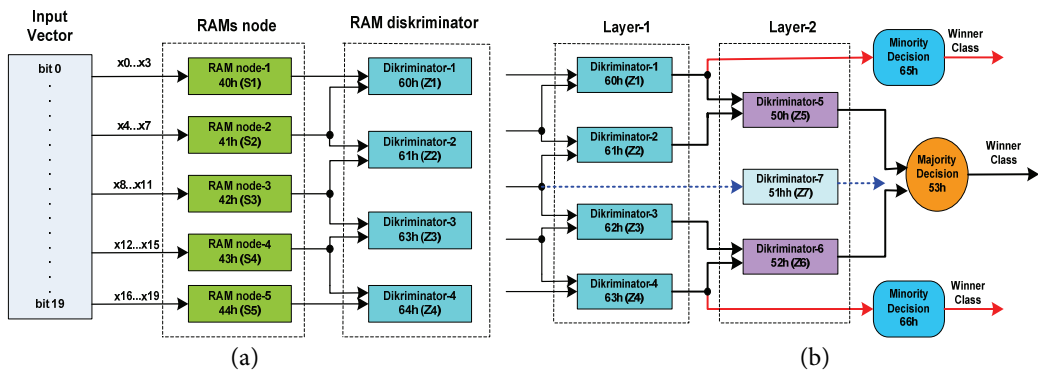 Input
Vector
bit 0
bit 19
x0...x3
x4...x7
x8...x11
x12...x15
x16...x19
RAMs node
RAM node-1
40h (S1)
RAM node-2
41h (S2)
RAM node-3
42h (S3)
RAM node-4
43h (S4)
RAM node-5
44h (S5)
RAM diskriminator
Dikriminator-1
60h (Z1)
Dikriminator-2
61h (Z2)
Dikriminator-3
63h (Z3)
Dikriminator-4
64h (Z4)
(a)
Layer-1
Dikriminator-1
60h (Z1)
Dikriminator-2
61h (Z2)
Dikriminator-3
62h (Z3)
Dikriminator-4
63h (Z4)
Layer-2
Dikriminator-5
50h (Z5)
Dikriminator-7
51hh (Z7)
Dikriminator-6
52h (Z6)
Minority
Decision
65h
Winner
Class
Majority
Decision
53h
Winner
Class
Minority
Decision
66h
Winner
Class
(b)